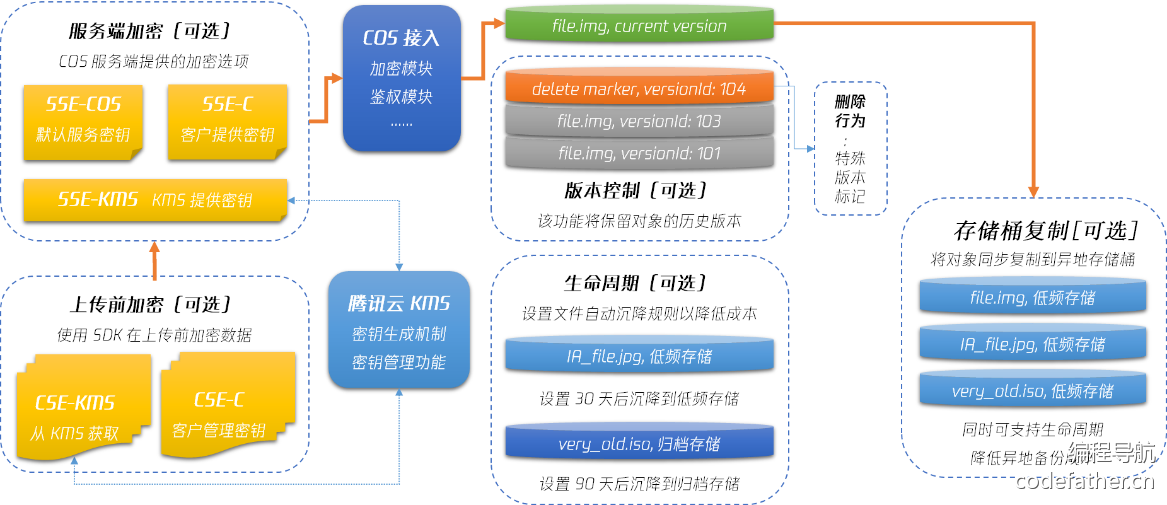 服务端加密〔可选〕
COS 服务端提供的加密选项
SSE-COS
默认服务密钥
SSE-C
客户提供密钥
SSE-KMS KMS 提供密钥
上传前加密〔可选〕
使用 SDK 在上传前加密数据
CSE-KMS
从 KMS 获取
CSE-C
客户管理密钥
COS 接入
加密模块
鉴权模块
......
腾讯云 KMS
密钥生成机制
密钥管理功能
file.img, current version
delete marker, versionId: 104
file.img, versionId: 103
file.img, versionId: 101
版本控制〔可选〕
该功能将保留对象的历史版本
删除
行为
:
特殊
版本
标记
生命周期〔可选〕
设置文件自动沉降规则以降低成本
IA_file.jpg, 低频存储
设置 30 天后沉降到低频存储
very_old.iso, 归档存储
设置 90 天后沉降到归档存储
存储桶复制[可选]
将对象同步复制到异地存储桶
file.img, 低频存储
IA_file.jpg, 低频存储
very_old.iso, 低频存储
同时可支持生命周期
降低异地备份成
编程导航
codefather.cn